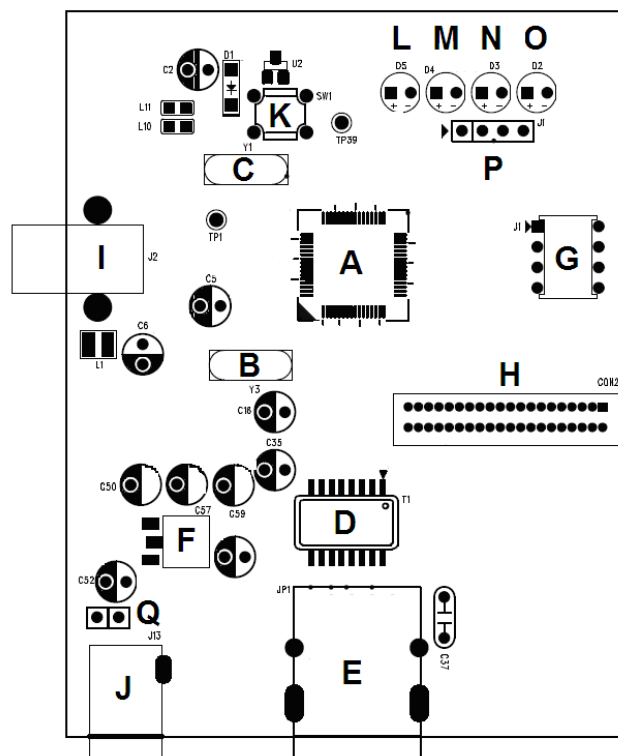 L M N O
D5 D4 D3 D2
C2 D1 U2
SW1
L11
L10
K
TP39
J1
P
Y1
C
TP1
I
J2
A
J1
G
C5
C6
L1
B
Y3
H
CON2
C16
C35
C50
C57
C59
T1
D
F
C52
Q
J13
JP1
C37
J
E